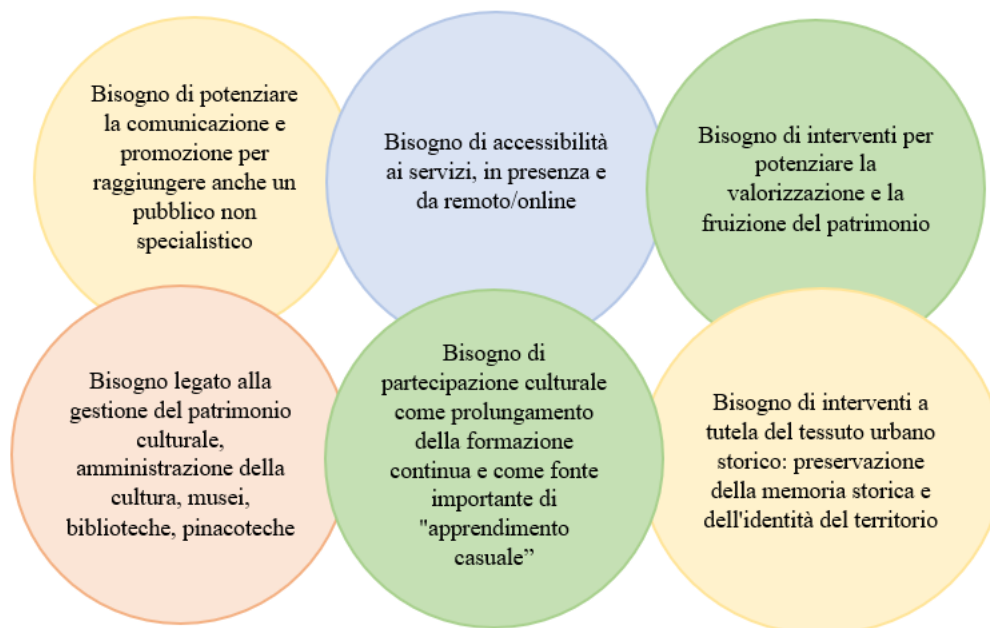 Bisogno di potenziare
la comunicazione e
promozione per
raggiungere anche un
pubblico non
specialistico
Bisogno di accessibilità
ai servizi, in presenza e
da remoto/online
Bisogno di interventi per
potenziare la
valorizzazione e la
fruizione del patrimonio
Bisogno legato alla
gestione del patrimonio
culturale,
amministrazione della
cultura, musei,
biblioteche, pinacoteche
Bisogno di
partecipazione culturale
come prolungamento
della formazione
continua e come fonte
importante di
"apprendimento
casuale”
Bisogno di interventi a
tutela del tessuto urbano
storico: preservazione
della memoria storica e
dell'identità del territorio